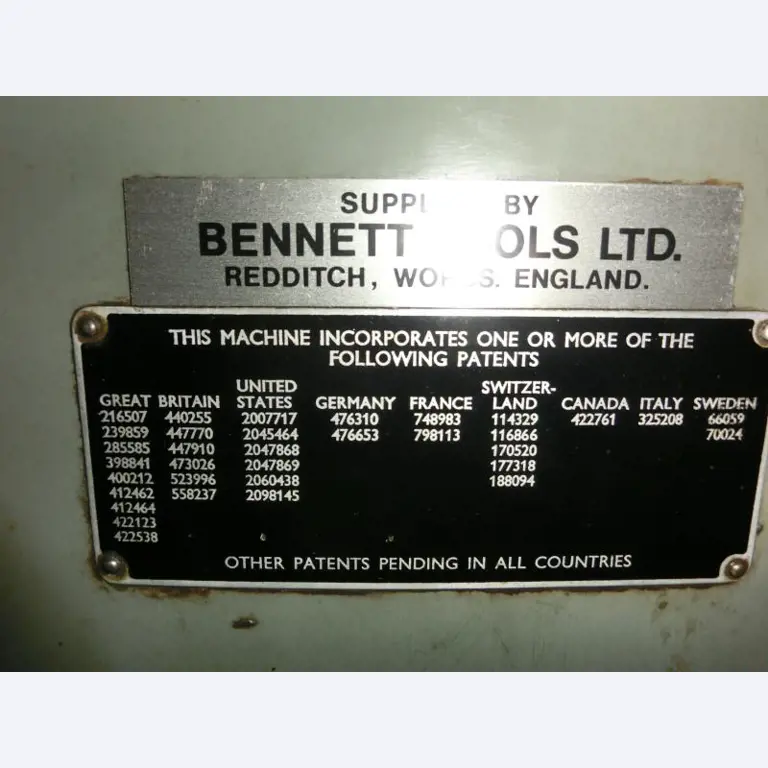 BY
BENNETT LTD.
REDDITCH, ENGLAND.
THIS MACHINE INCORPORATES ONE OR MORE OF THE
FOLLOWING PATENTS
UNITED SWITZER-
GREAT BRITAIN STATES GERMANY FRANCE LAND CANADA ITALY SWEDEN
216507 440255 2007717 476310 748983 114329 422761 325208 66059
239859 447770 2045464 476653 798113 116866 70024
285585 447910 2047868 170520
398841 473026 2047869 177318
400212 523996 2060438 188094
412462 558237 2098145
412464
422123
422538
OTHER PATENTS PENDING IN ALL COUNTRIES